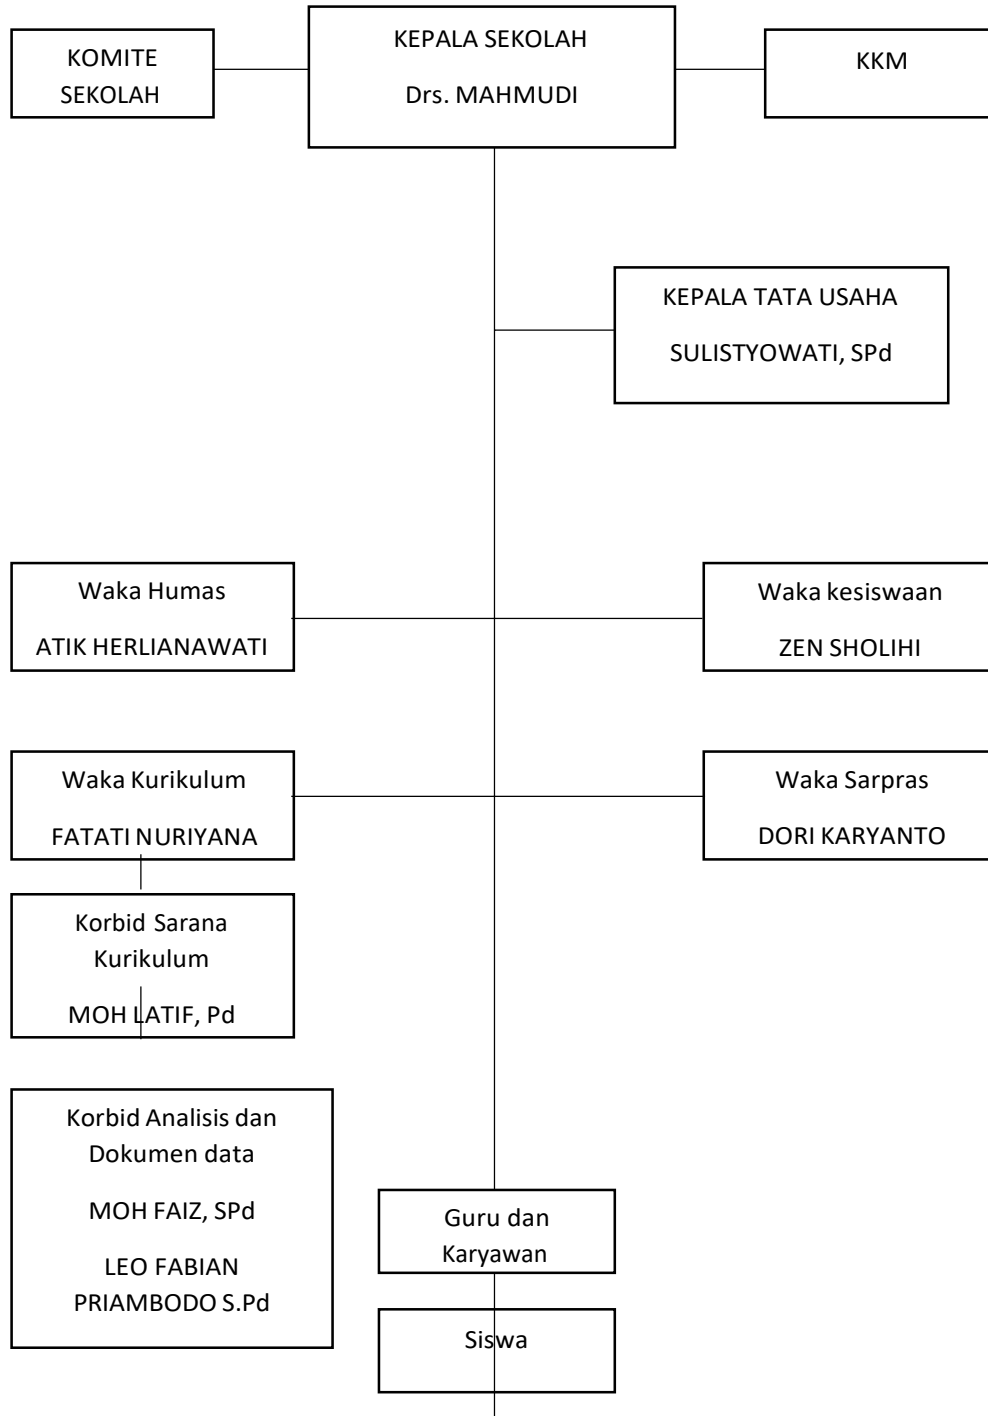 KOMITE
SEKOLAH
KEPALA SEKOLAH
Drs. MAHMUDI
KKM
KEPALA TATA USAHA
SULISTYOWATI, SPd
Waka Humas
ATIK HERLIANAWATI
Waka kesiswaan
ZEN SHOLIHI
Waka Kurikulum
FATATI NURIYANA
Waka Sarpras
DORI KARYANTO
Korbid Sarana
Kurikulum
MOH LATIF, Pd
Korbid Analisis dan
Dokumen data
MOH FAIZ, SPd
LEO FABIAN
PRIAMBODO S.Pd
Guru dan
Karyawan
Siswa